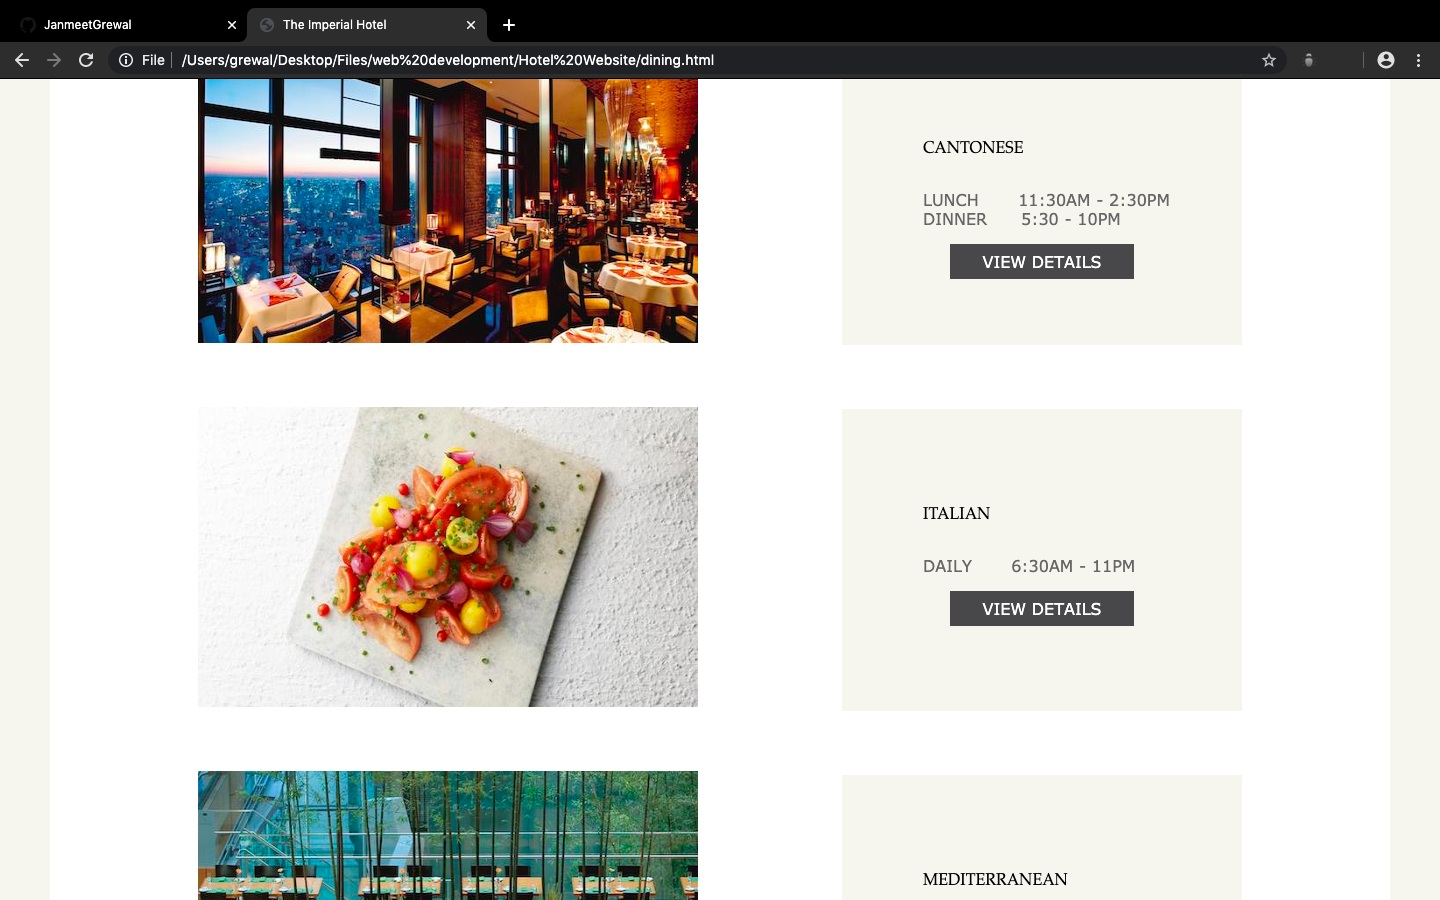 JanmeetGrewal
The Imperial Hotel
File /Users/grewal/Desktop/Files/web%20development/Hotel%20Website/dining.html
CANTONESE
LUNCH 11:30AM - 2:30PM
DINNER 5:30 - 10PM
VIEW DETAILS
ITALIAN
DAILY 6:30AM - 11PM
VIEW DETAILS
MEDITERRANEAN